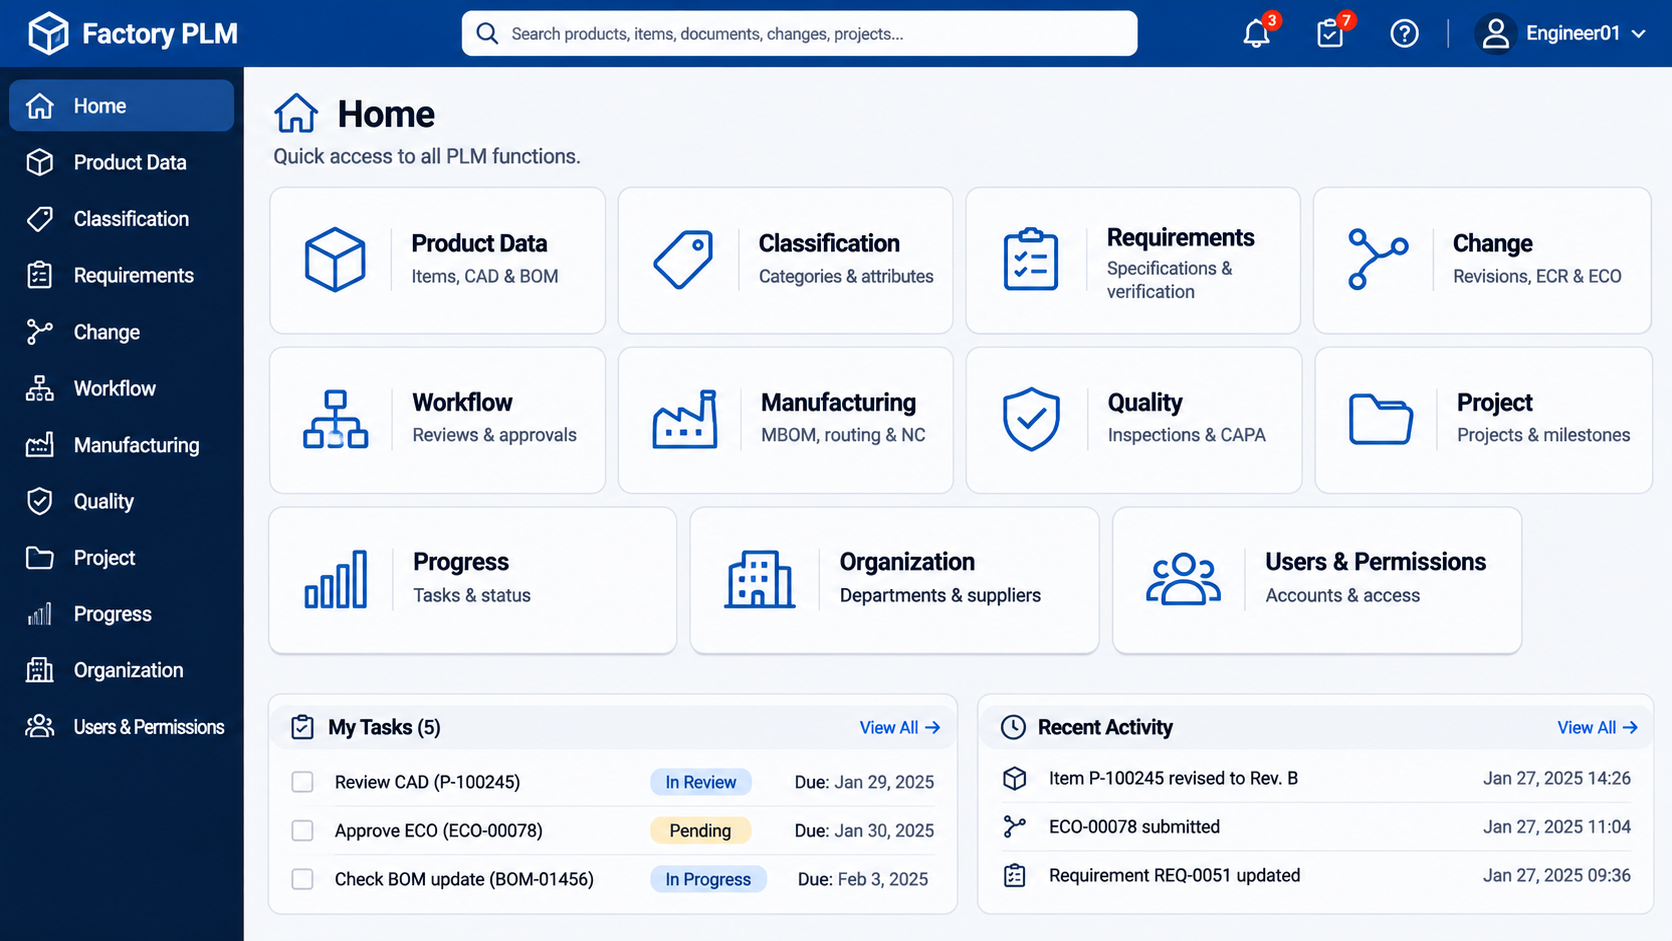 Factory PLM
Search products, items, documents, changes, projects...
3
7
Engineer01
Home
Product Data
Classification
Requirements
Change
Workflow
Manufacturing
Quality
Project
Progress
Organization
Users & Permissions
Home
Quick access to all PLM functions.
Product Data
Items, CAD & BOM
Classification
Categories & attributes
Requirements
Specifications &
verification
Change
Revisions, ECR & ECO
Workflow
Reviews & approvals
Manufacturing
MBOM, routing & NC
Quality
Inspections & CAPA
Project
Projects & milestones
Progress
Tasks & status
Organization
Departments & suppliers
Users & Permissions
Accounts & access
My Tasks (5)
View All →
Review CAD (P-100245) In Review Due: Jan 29, 2025
Approve ECO (ECO-00078) Pending Due: Jan 30, 2025
Check BOM update (BOM-01456) In Progress Due: Feb 3, 2025
Recent Activity
View All →
Item P-100245 revised to Rev. B Jan 27, 2025 14:26
ECO-00078 submitted Jan 27, 2025 11:04
Requirement REQ-0051 updated Jan 27, 2025 09:36